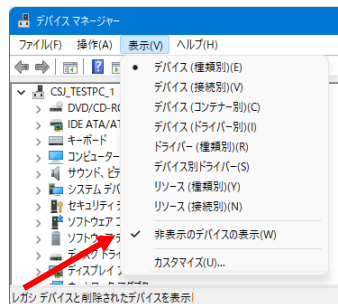 デバイス マネージャー
ファイル(F) 操作(A) 表示(V) ヘルプ(H)
デバイス (種類別)(E)
CSJ_TESTPC_1
デバイス (接続別)(V)
DVD/CD-RO
デバイス (コンテナー別)(C)
IDE ATA/AT
デバイス (ドライバー別)(I)
キーボード
ドライバー (種類別)(R)
コンピューター
デバイス別ドライバー(S)
サウンド、ビデ
リソース (種類別)(Y)
システム デバ
リソース (接続別)(N)
セキュリティ
ソフトウェア
非表示のデバイスの表示(W)
ソフトウェア
ディスク ドライ
カスタマイズ(U)...
ディスプレイ
レガシ デバイスと削除されたデバイスを表示し